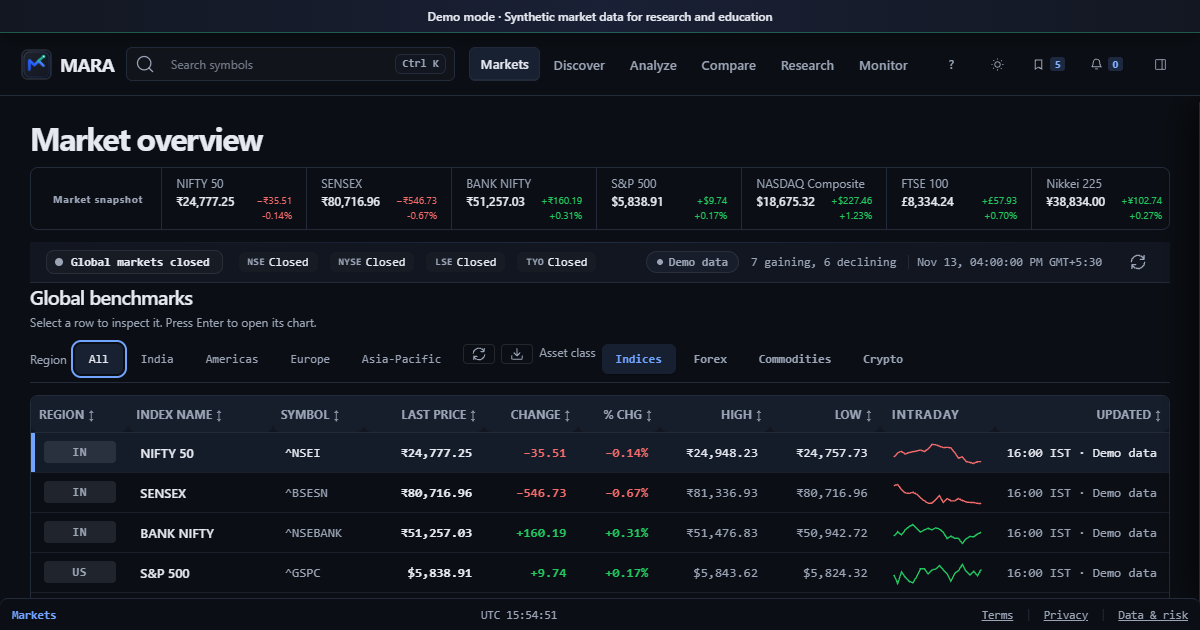 Demo mode · Synthetic market data for research and education
MARA
Search symbols
Ctrl K
Markets
Discover
Analyze
Compare
Research
Monitor
?
5
0
Market overview
Market snapshot
NIFTY 50
₹24,777.25
−₹35.51
-0.14%
SENSEX
₹80,716.96
−₹546.73
-0.67%
BANK NIFTY
₹51,257.03
+₹160.19
+0.31%
S&P 500
$5,838.91
+$9.74
+0.17%
NASDAQ Composite
$18,675.32
+$227.46
+1.23%
FTSE 100
£8,334.24
+£57.93
+0.70%
Nikkei 225
¥38,834.00
+¥102.74
+0.27%
Global markets closed
NSE Closed
NYSE Closed
LSE Closed
TYO Closed
Demo data
7 gaining, 6 declining
Nov 13, 04:00:00 PM GMT+5:30
Global benchmarks
Select a row to inspect it. Press Enter to open its chart.
Region All India Americas Europe Asia-Pacific
Asset class Indices Forex Commodities Crypto
REGION ↕ INDEX NAME ↕ SYMBOL ↕ LAST PRICE ↕ CHANGE ↕ % CHG ↕ HIGH ↕ LOW ↕ INTRADAY UPDATED ↕
IN NIFTY 50 ^NSEI ₹24,777.25 −35.51 −0.14% ₹24,948.23 ₹24,757.73 16:00 IST · Demo data
IN SENSEX ^BSESN ₹80,716.96 −546.73 −0.67% ₹81,336.93 ₹80,716.96 16:00 IST · Demo data
IN BANK NIFTY ^NSEBANK ₹51,257.03 +160.19 +0.31% ₹51,476.83 ₹50,942.72 16:00 IST · Demo data
US S&P 500 ^GSPC $5,838.91 +9.74 +0.17% $5,843.62 $5,824.32 16:00 IST · Demo data
Markets
UTC 15:54:51
Terms
Privacy
Data & risk